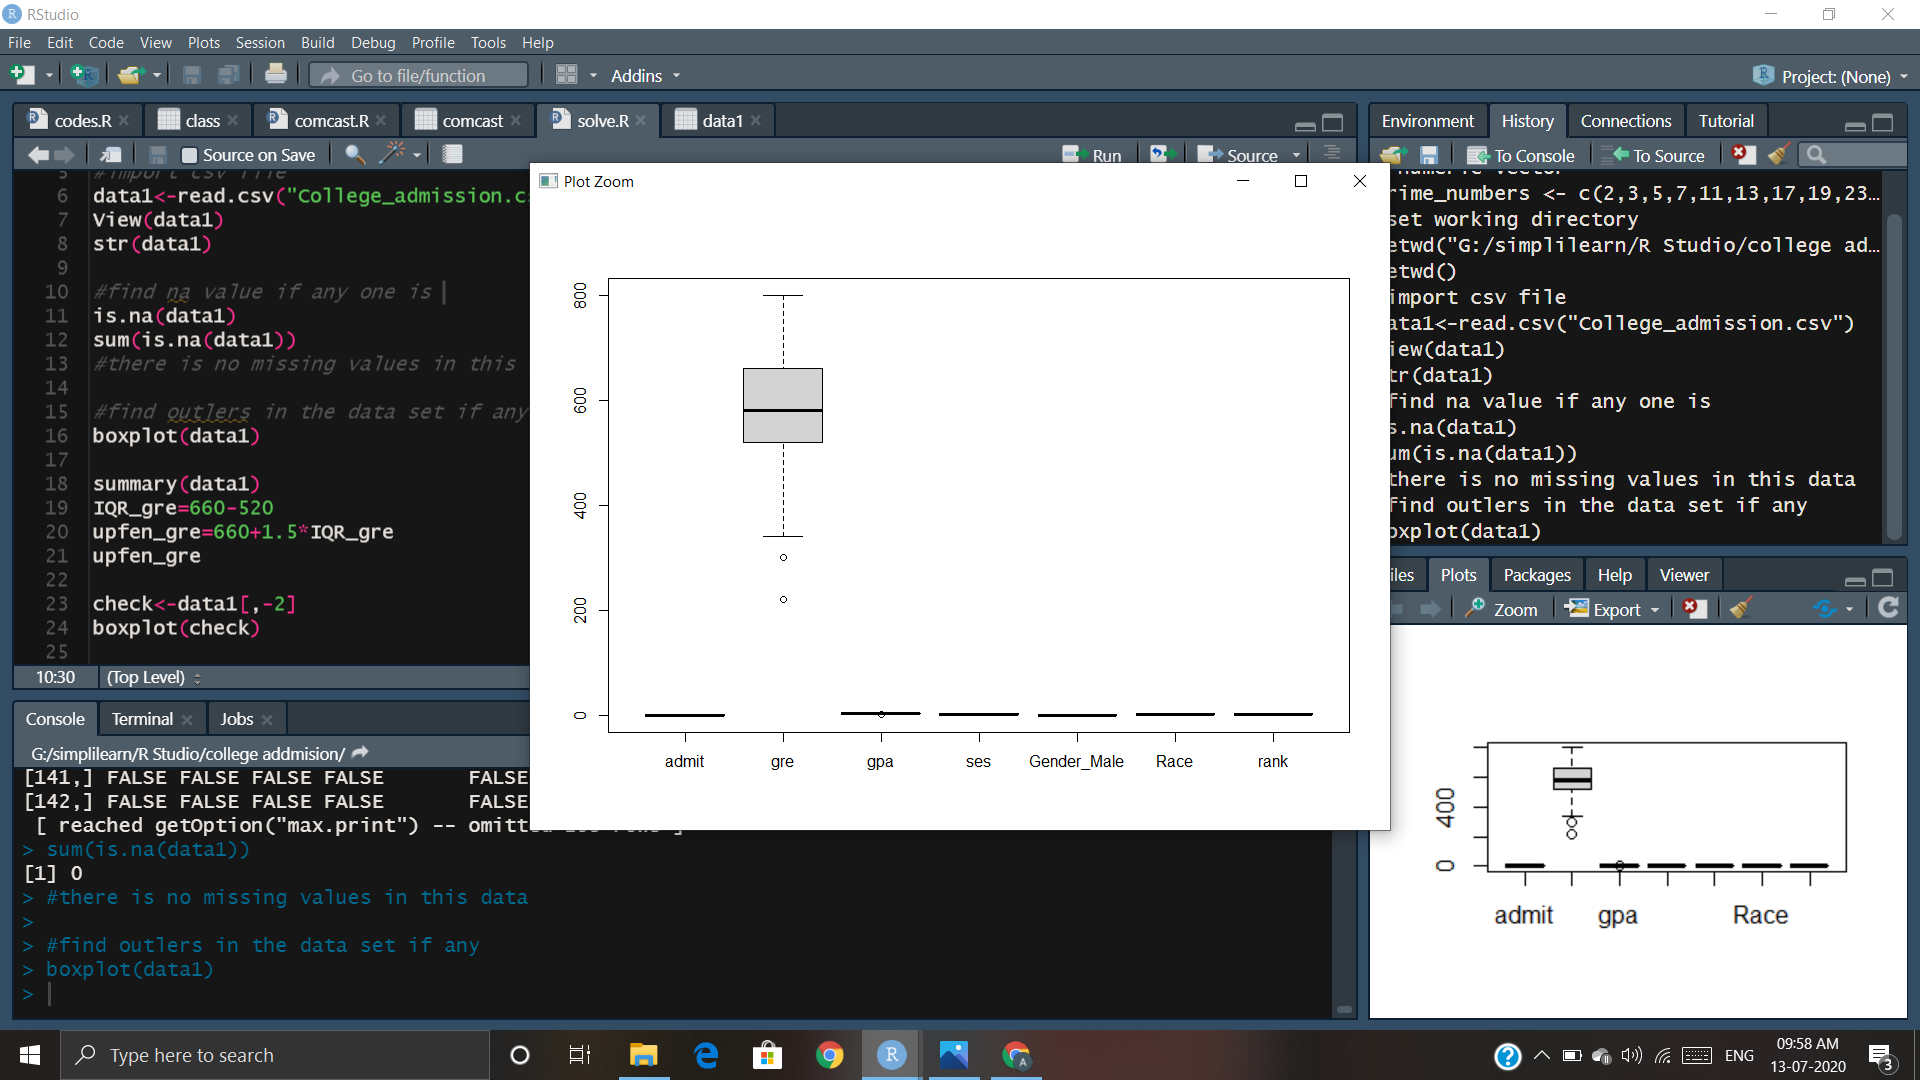 RStudio
File Edit Code View Plots Session Build Debug Profile Tools Help
Go to file/function Addins Project: (None)
codes.R class comcast.R comcast solve.R data1
Source on Save Run Source
5 #import csv file
6 data1<-read.csv("College_admission.c
7 View(data1)
8 str(data1)
9
10 #find na value if any one is
11 is.na(data1)
12 sum(is.na(data1))
13 #there is no missing values in this
14
15 #find outlers in the data set if any
16 boxplot(data1)
17
18 summary(data1)
19 IQR_gre=660-520
20 upfen_gre=660+1.5*IQR_gre
21 upfen_gre
22
23 check<-data1[,-2]
24 boxplot(check)
25
10:30 (Top Level)
Console Terminal Jobs
G:/simplilearn/R Studio/college addmision/
[141,] FALSE FALSE FALSE FALSE FALSE
[142,] FALSE FALSE FALSE FALSE FALSE
[ reached getOption("max.print") -- omitt
> sum(is.na(data1))
[1] 0
> #there is no missing values in this data
>
> #find outlers in the data set if any
> boxplot(data1)
>
Plot Zoom
800
600
400
200
0
admit gre gpa ses Gender_Male Race rank
Environment History Connections Tutorial
To Console To Source
numeric vector
rime_numbers <- c(2,3,5,7,11,13,17,19,23…
set working directory
etwd("G:/simplilearn/R Studio/college ad…
etwd()
import csv file
ata1<-read.csv("College_admission.csv")
iew(data1)
tr(data1)
find na value if any one is
s.na(data1)
um(is.na(data1))
there is no missing values in this data
find outlers in the data set if any
oxplot(data1)
iles Plots Packages Help Viewer
Zoom Export
400
0
admit gpa Race
Type here to search
ENG
09:58 AM
13-07-2020
3